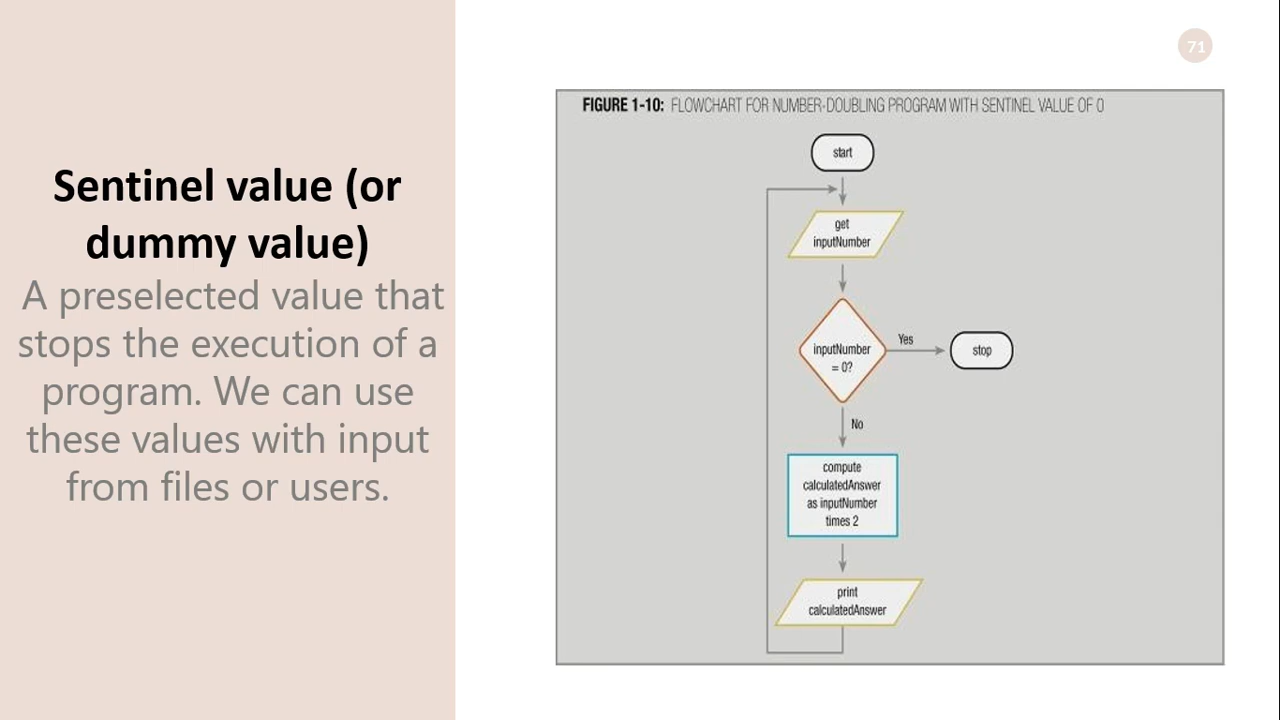 71
Sentinel value (or
dummy value)
A preselected value that
stops the execution of a
program. We can use
these values with input
from files or users.
FIGURE 1-10: FLOWCHART FOR NUMBER-DOUBLING PROGRAM WITH SENTINEL VALUE OF 0
start
get
inputNumber
inputNumber
= 0?
Yes
stop
No
compute
calculatedAnswer
as inputNumber
times 2
print
calculatedAnswer